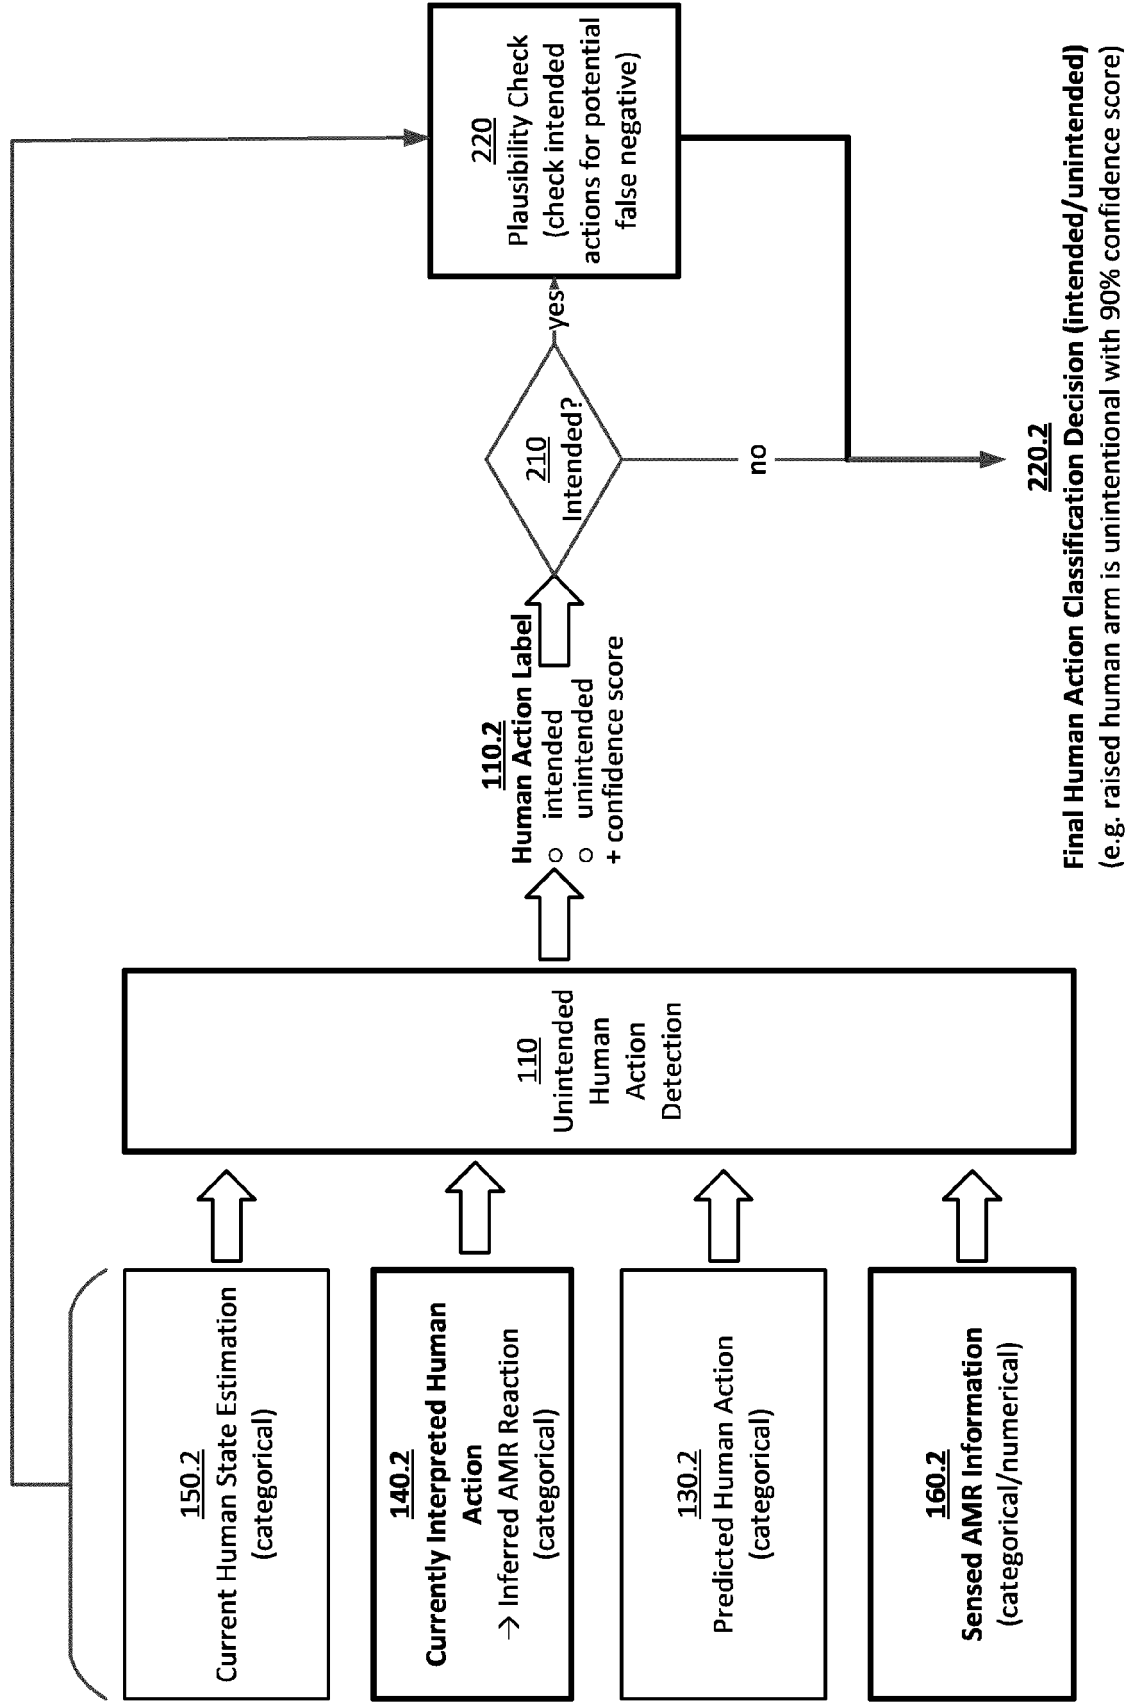 150.2
Current Human State Estimation
(categorical)
140.2
Currently Interpreted Human
Action
→ Inferred AMR Reaction
(categorical)
130.2
Predicted Human Action
(categorical)
160.2
Sensed AMR Information
(categorical/numerical)
110
Unintended
Human
Action
Detection
110.2
Human Action Label
○ intended
○ unintended
+ confidence score
210
Intended?
yes
no
220
Plausibility Check
(check intended
actions for potential
false negative)
220.2
Final Human Action Classification Decision (intended/unintended)
(e.g. raised human arm is unintentional with 90% confidence score)